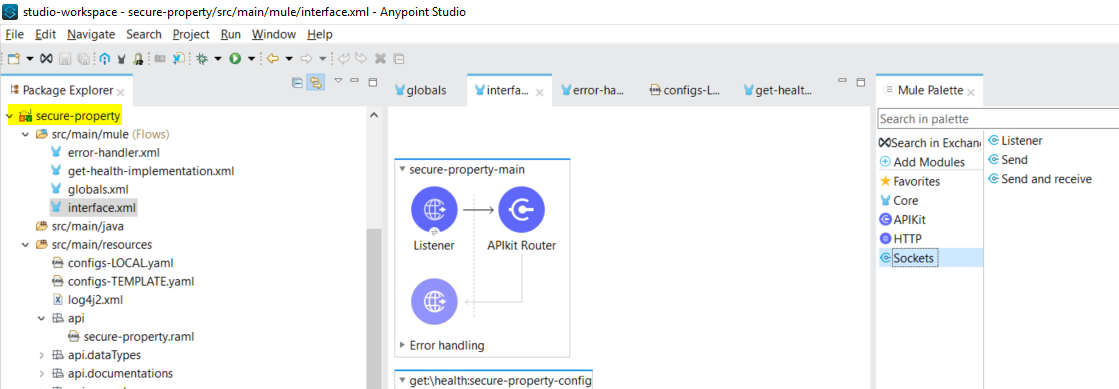 studio-workspace - secure-property/src/main/mule/interface.xml - Anypoint Studio
File Edit Navigate Search Project Run Window Help
Package Explorer
secure-property
src/main/mule (Flows)
error-handler.xml
get-health-implementation.xml
globals.xml
interface.xml
src/main/java
src/main/resources
configs-LOCAL.yaml
configs-TEMPLATE.yaml
log4j2.xml
api
secure-property.raml
api.dataTypes
api.documentations
globals
interfa...
error-ha...
configs-L...
get-healt...
secure-property-main
Listener
APIkit Router
Error handling
get:\health:secure-property-config
Mule Palette
Search in palette
Search in Exchan
Add Modules
Favorites
Core
APIKit
HTTP
Sockets
Listener
Send
Send and receive